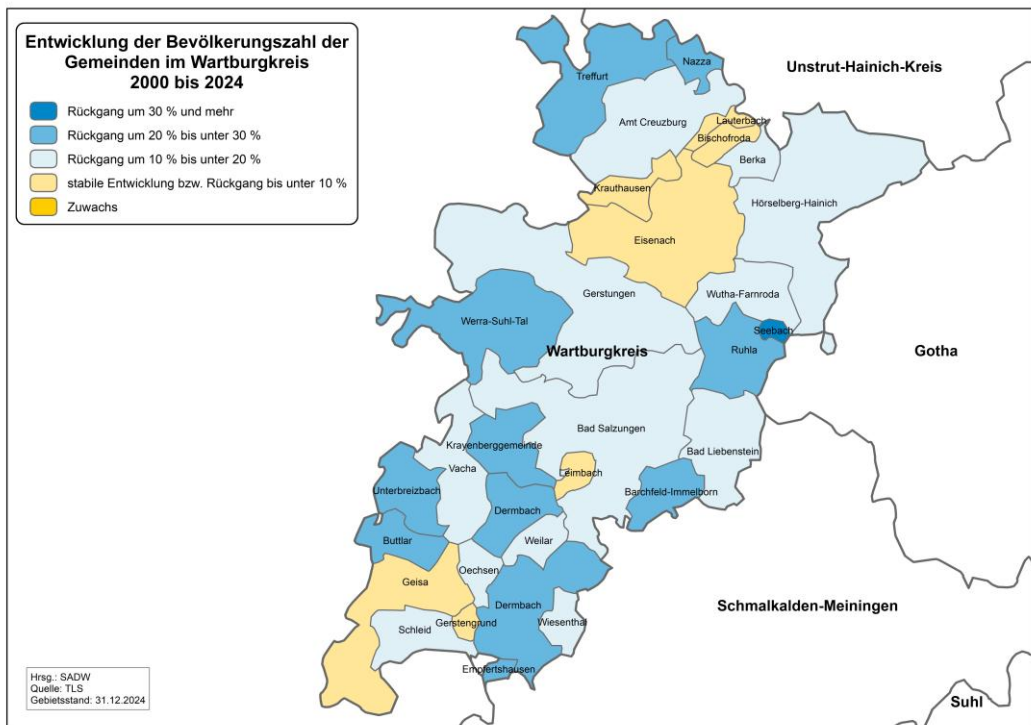 Entwicklung der Bevölkerungszahl der
Gemeinden im Wartburgkreis
2000 bis 2024
Rückgang um 30 % und mehr
Rückgang um 20 % bis unter 30 %
Rückgang um 10 % bis unter 20 %
stabile Entwicklung bzw. Rückgang bis unter 10 %
Zuwachs
Nazza
Unstrut-Hainich-Kreis
Treffurt
Amt Creuzburg
Lauterbach
Bischofroda
Berka
Krauthausen
Hörselberg-Hainich
Eisenach
Gerstungen
Wutha-Farnroda
Werra-Suhl-Tal
Seebach
Wartburgkreis
Ruhla
Gotha
Bad Salzungen
Krayenberggemeinde
Bad Liebenstein
Vacha
Leimbach
Unterbreizbach
Barchfeld-Immelborn
Dermbach
Buttlar
Weilar
Oechsen
Geisa
Dermbach
Schmalkalden-Meiningen
Gerstengrund
Wiesenthal
Schleid
Empfertshausen
Hrsg.: SADW
Quelle: TLS
Gebietsstand: 31.12.2024
Suhl